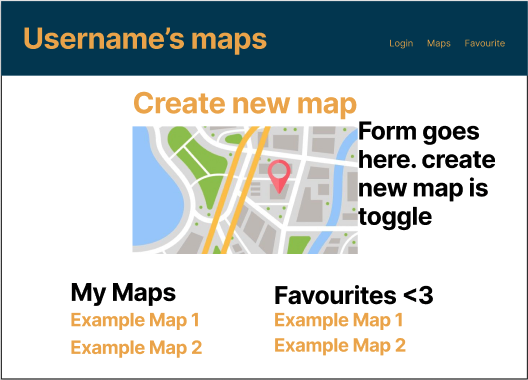 Username’s maps
Login Maps Favourite
Create new map
Form goes
here. create
new map is
toggle
My Maps
Example Map 1
Example Map 2
Favourites <3
Example Map 1
Example Map 2